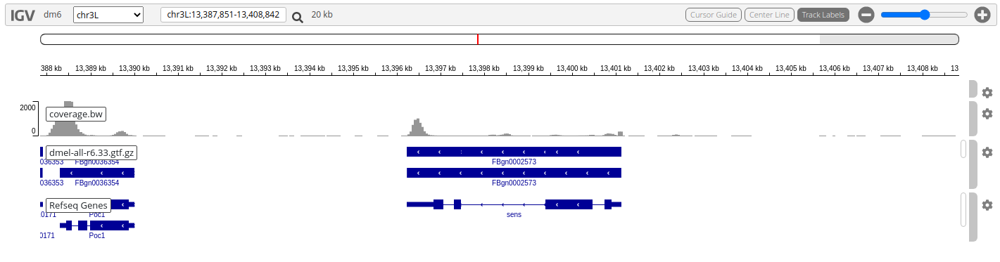 IGV dm6 chr3L chr3L:13,387,851-13,408,842 20 kb Cursor Guide Center Line Track Labels
388 kb 13,389 kb 13,390 kb 13,391 kb 13,392 kb 13,393 kb 13,394 kb 13,395 kb 13,396 kb 13,397 kb 13,398 kb 13,399 kb 13,400 kb 13,401 kb 13,402 kb 13,403 kb 13,404 kb 13,405 kb 13,406 kb 13,407 kb 13,408 kb 13
2000
coverage.bw
0
dmel-all-r6.33.gtf.gz
036353 FBgn0036354 FBgn0002573
036353 FBgn0036354 FBgn0002573
Refseq Genes
0171 Poc1 sens
0171 Poc1